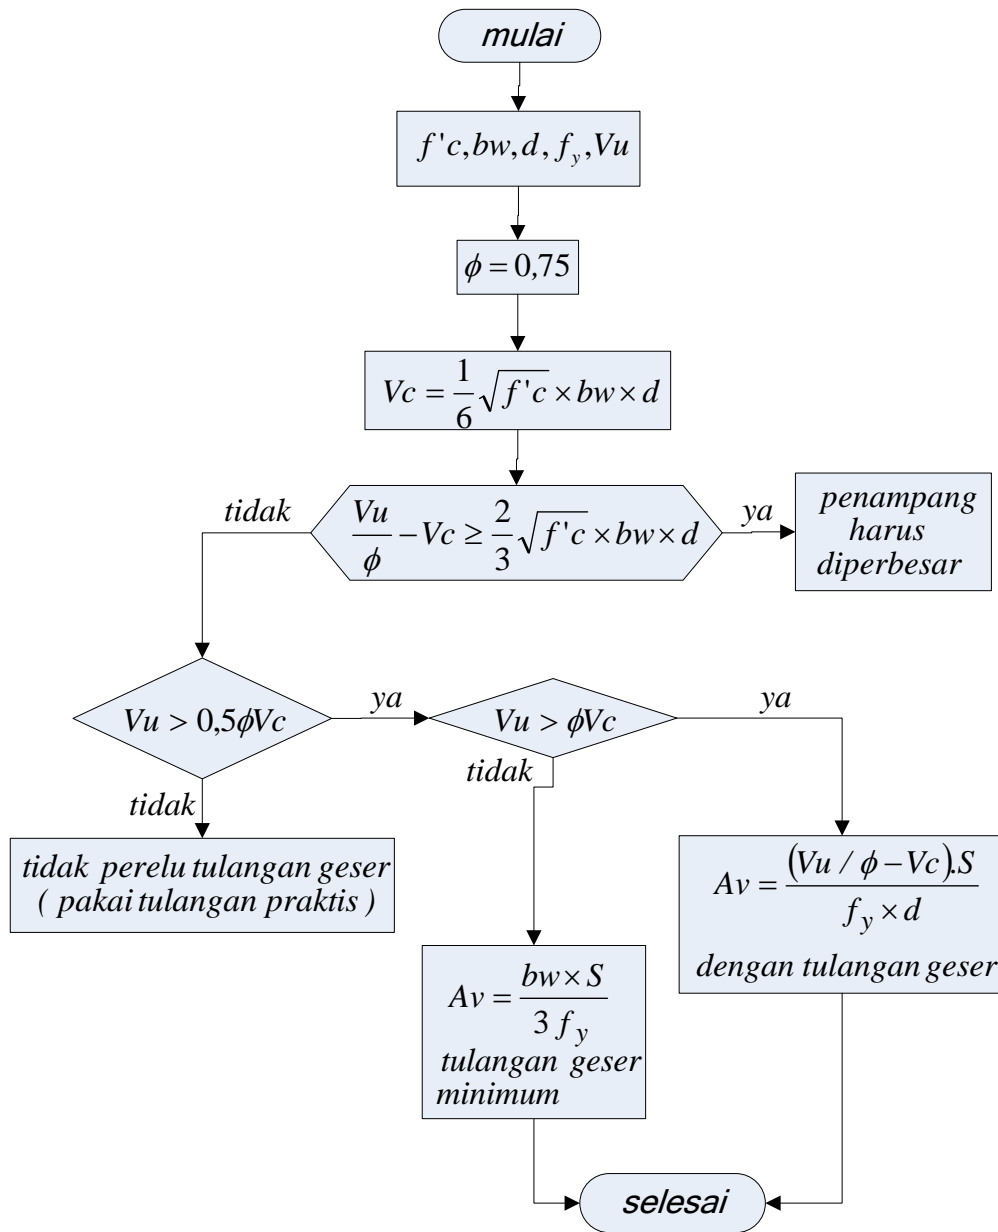 mulai
f'c, bw, d, f_y, Vu
ϕ = 0,75
Vc = 1/6 √f'c × bw × d
tidak
Vu/ϕ − Vc ≥ 2/3 √f'c × bw × d
ya
penampang
harus
diperbesar
Vu > 0,5ϕVc
ya
Vu > ϕVc
ya
tidak
tidak
tidak perelu tulangan geser
( pakai tulangan praktis )
Av = (Vu / ϕ − Vc).S / f_y × d
dengan tulangan geser
Av = bw × S / 3 f_y
tulangan geser
minimum
selesai